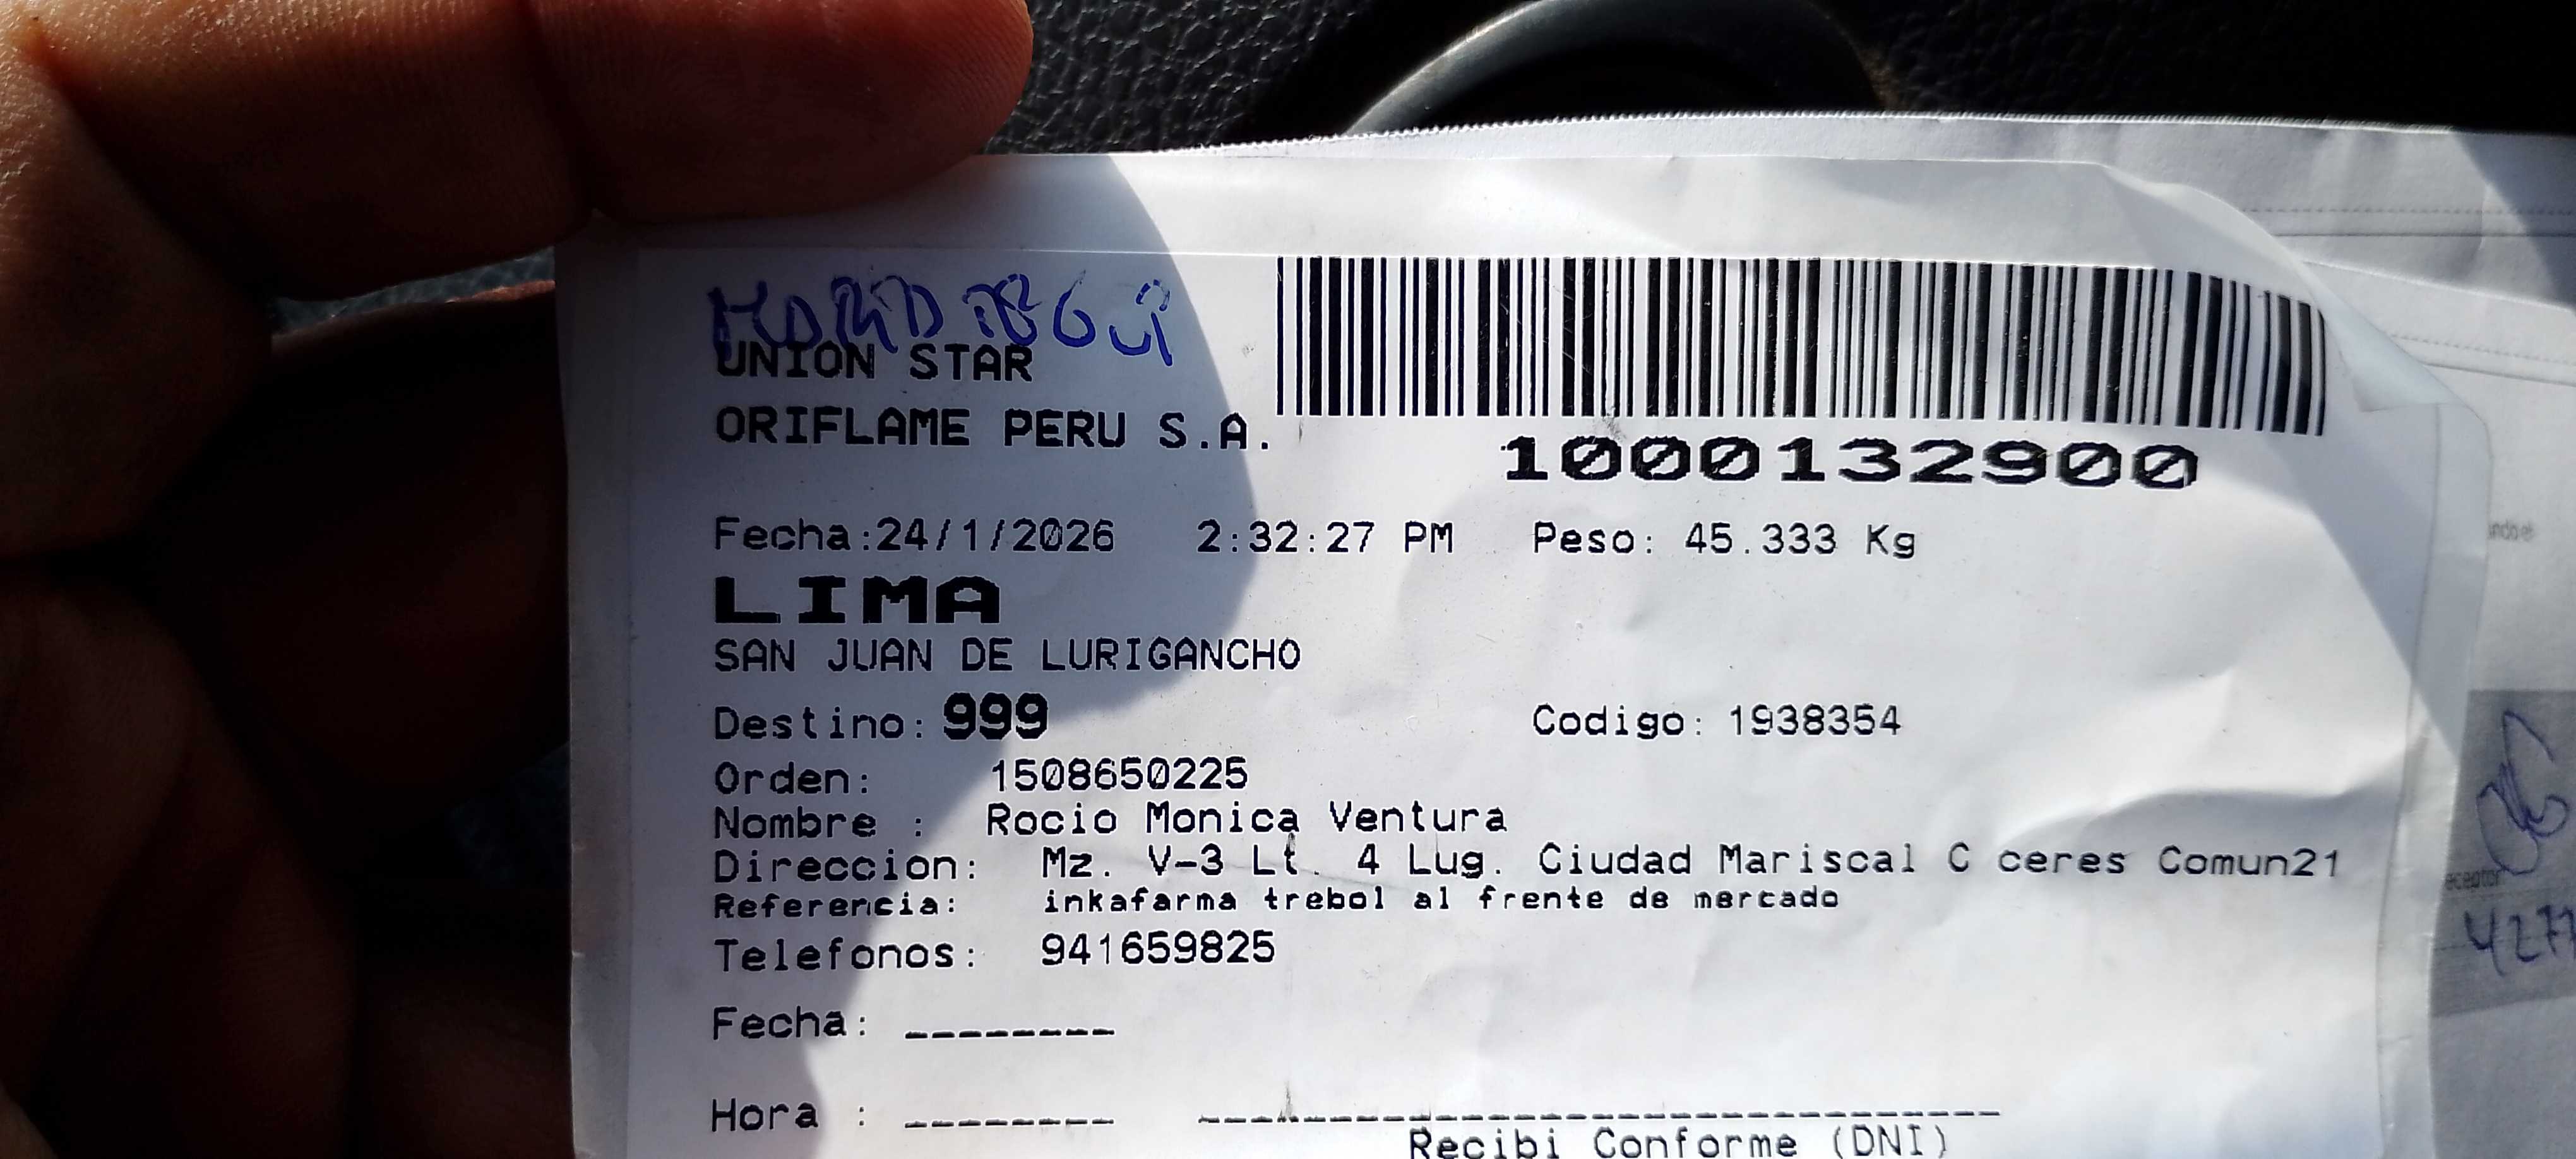 UNION STAR
ORIFLAME PERU S.A.
1000132900
Fecha:24/1/2026 2:32:27 PM Peso: 45.333 Kg
LIMA
SAN JUAN DE LURIGANCHO
Destino: 999 Codigo: 1938354
Orden: 1508650225
Nombre : Rocio Monica Ventura
Direccion: Mz. V-3 Lt. 4 Lug. Ciudad Mariscal C ceres Comun21
Referencia: inkafarma trebol al frente de mercado
Telefonos: 941659825
Fecha: ________
Hora : ________
Recibi Conforme (DNI)